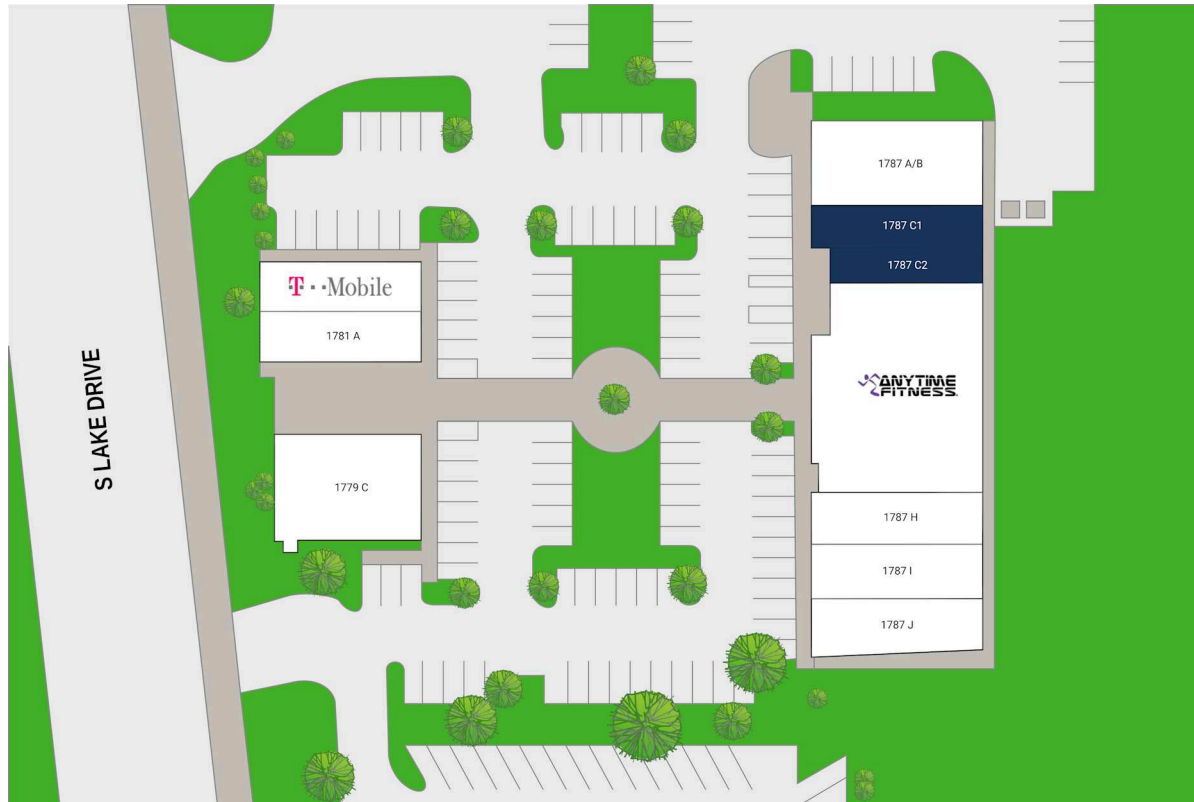 1787 A/B
1787 C1
1787 C2
T··Mobile
1781 A
ANYTIME
FITNESS
S LAKE DRIVE
1779 C
1787 H
1787 I
1787 J